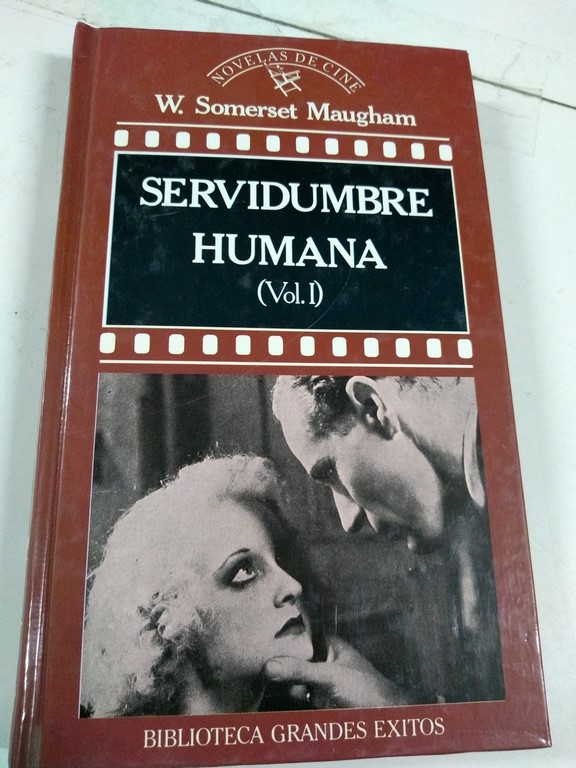 NOVELAS DE CINE
W. Somerset Maugham
SERVIDUMBRE
HUMANA
(Vol. I)
BIBLIOTECA GRANDES EXITOS